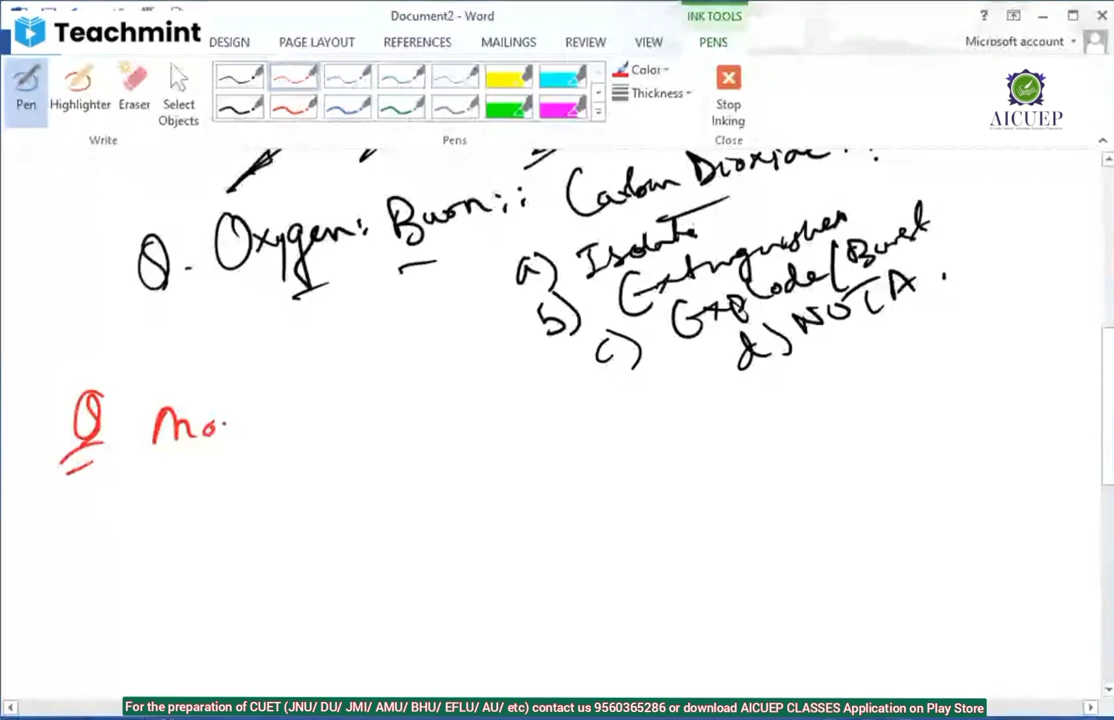 Document2 - Word
INK TOOLS
?
Teachmint
DESIGN
PAGE LAYOUT
REFERENCES
MAILINGS
REVIEW
VIEW
PENS
Microsoft account
Pen
Highlighter
Eraser
Select
Objects
Color
Thickness
Stop
Inking
Write
Pens
Close
AICUEP
Q. Oxygen: Burn:: Carbon Dioxide : ?
a) Isolate
b) Extinguisher
c) Explode/Burst
d) NOTA.
Q Mo
For the preparation of CUET (JNU/ DU/ JMI/ AMU/ BHU/ EFLU/ AU/ etc) contact us 9560365286 or download AICUEP CLASSES Application on Play Store